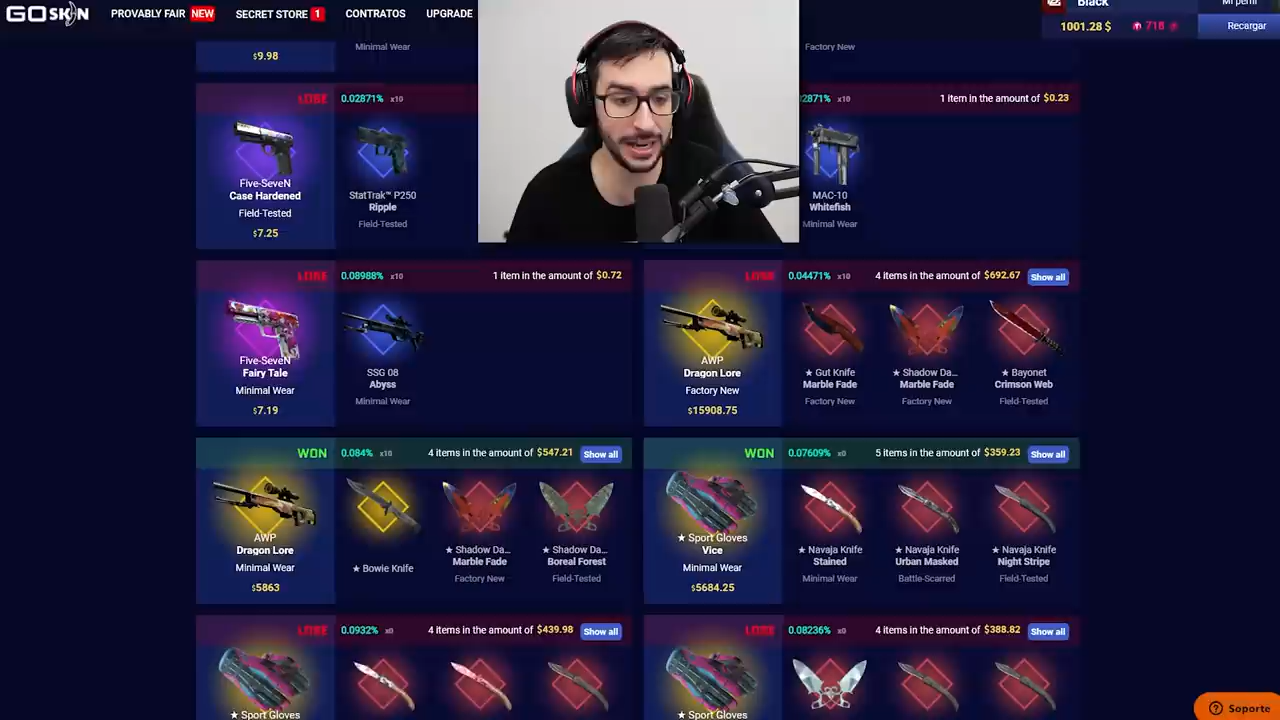 GOSKIN
PROVABLY FAIR NEW
SECRET STORE 1
CONTRATOS
UPGRADE
Black
Mi perfil
1001.28 $
718
Recargar
$9.98
Minimal Wear
Factory New
LOSE 0.02871% x10
Five-SeveN
Case Hardened
Field-Tested
$7.25
StatTrak™ P250
Ripple
Field-Tested
2871% x10 1 item in the amount of $0.23
MAC-10
Whitefish
Minimal Wear
LOSE 0.08988% x10 1 item in the amount of $0.72
Five-SeveN
Fairy Tale
Minimal Wear
$7.19
SSG 08
Abyss
Minimal Wear
LOSE 0.04471% x10 4 items in the amount of $692.67 Show all
AWP
Dragon Lore
Factory New
$15908.75
★ Gut Knife
Marble Fade
Factory New
★ Shadow Da...
Marble Fade
Factory New
★ Bayonet
Crimson Web
Field-Tested
WON 0.084% x10 4 items in the amount of $547.21 Show all
AWP
Dragon Lore
Minimal Wear
$5863
★ Bowie Knife
★ Shadow Da...
Marble Fade
Factory New
★ Shadow Da...
Boreal Forest
Field-Tested
WON 0.07609% x0 5 items in the amount of $359.23 Show all
★ Sport Gloves
Vice
Minimal Wear
$5684.25
★ Navaja Knife
Stained
Minimal Wear
★ Navaja Knife
Urban Masked
Battle-Scarred
★ Navaja Knife
Night Stripe
Field-Tested
LOSE 0.0932% x0 4 items in the amount of $439.98 Show all
★ Sport Gloves
LOSE 0.08236% x0 4 items in the amount of $388.82 Show all
★ Sport Gloves
Soporte